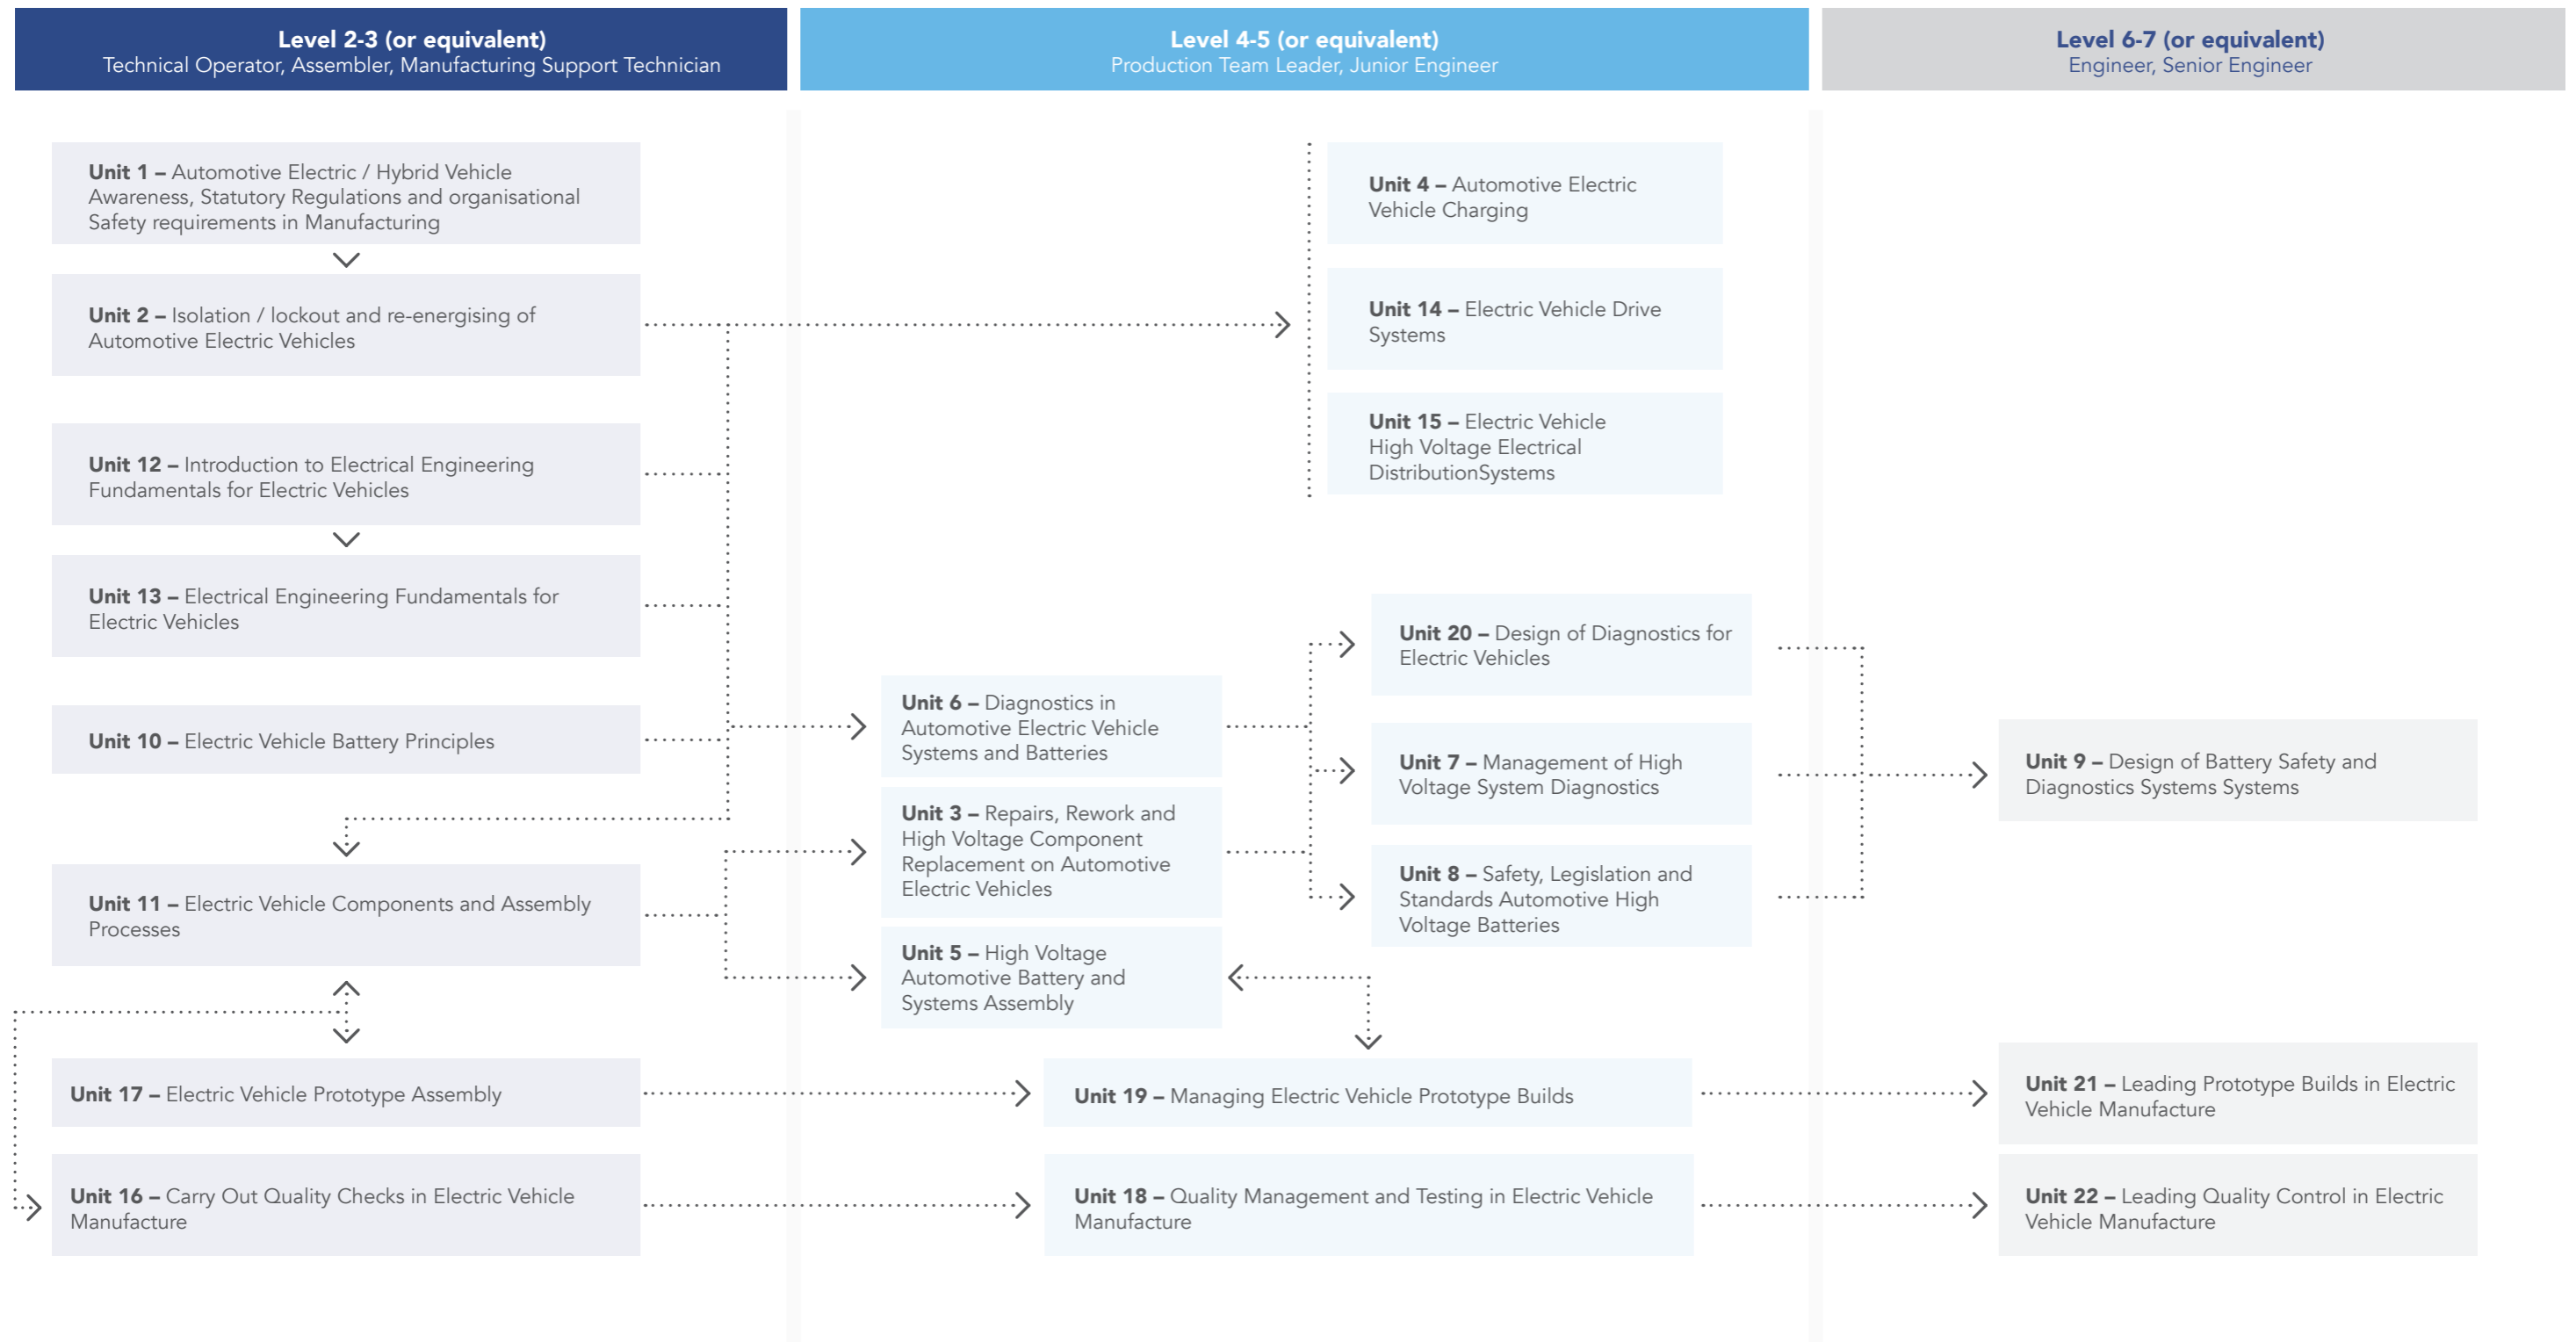 Level 2-3 (or equivalent)
Technical Operator, Assembler, Manufacturing Support Technician
Level 4-5 (or equivalent)
Production Team Leader, Junior Engineer
Level 6-7 (or equivalent)
Engineer, Senior Engineer
Unit 1 – Automotive Electric / Hybrid Vehicle
Awareness, Statutory Regulations and organisational
Safety requirements in Manufacturing
Unit 2 – Isolation / lockout and re-energising of
Automotive Electric Vehicles
Unit 12 – Introduction to Electrical Engineering
Fundamentals for Electric Vehicles
Unit 13 – Electrical Engineering Fundamentals for
Electric Vehicles
Unit 10 – Electric Vehicle Battery Principles
Unit 11 – Electric Vehicle Components and Assembly
Processes
Unit 17 – Electric Vehicle Prototype Assembly
Unit 16 – Carry Out Quality Checks in Electric Vehicle
Manufacture
Unit 4 – Automotive Electric
Vehicle Charging
Unit 14 – Electric Vehicle Drive
Systems
Unit 15 – Electric Vehicle
High Voltage Electrical
DistributionSystems
Unit 6 – Diagnostics in
Automotive Electric Vehicle
Systems and Batteries
Unit 3 – Repairs, Rework and
High Voltage Component
Replacement on Automotive
Electric Vehicles
Unit 5 – High Voltage
Automotive Battery and
Systems Assembly
Unit 20 – Design of Diagnostics for
Electric Vehicles
Unit 7 – Management of High
Voltage System Diagnostics
Unit 8 – Safety, Legislation and
Standards Automotive High
Voltage Batteries
Unit 19 – Managing Electric Vehicle Prototype Builds
Unit 18 – Quality Management and Testing in Electric Vehicle
Manufacture
Unit 9 – Design of Battery Safety and
Diagnostics Systems Systems
Unit 21 – Leading Prototype Builds in Electric
Vehicle Manufacture
Unit 22 – Leading Quality Control in Electric
Vehicle Manufacture